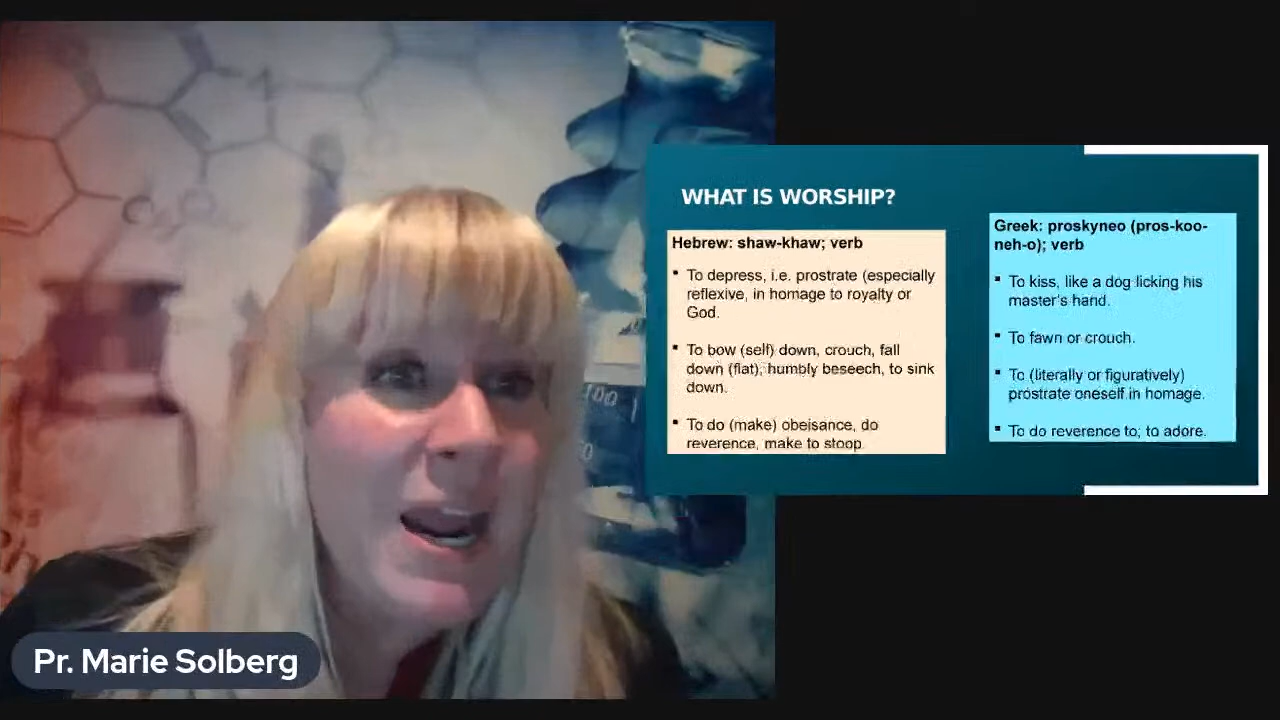 WHAT IS WORSHIP?
Hebrew: shaw-khaw; verb
▪ To depress, i.e. prostrate (especially
reflexive, in homage to royalty or
God.
▪ To bow (self) down, crouch, fall
down (flat), humbly beseech, to sink
down.
▪ To do (make) obeisance, do
reverence, make to stoop.
Greek: proskyneo (pros-koo-
neh-o); verb
▪ To kiss, like a dog licking his
master's hand.
▪ To fawn or crouch.
▪ To (literally or figuratively)
prostrate oneself in homage.
▪ To do reverence to; to adore.
100
Pr. Marie Solberg